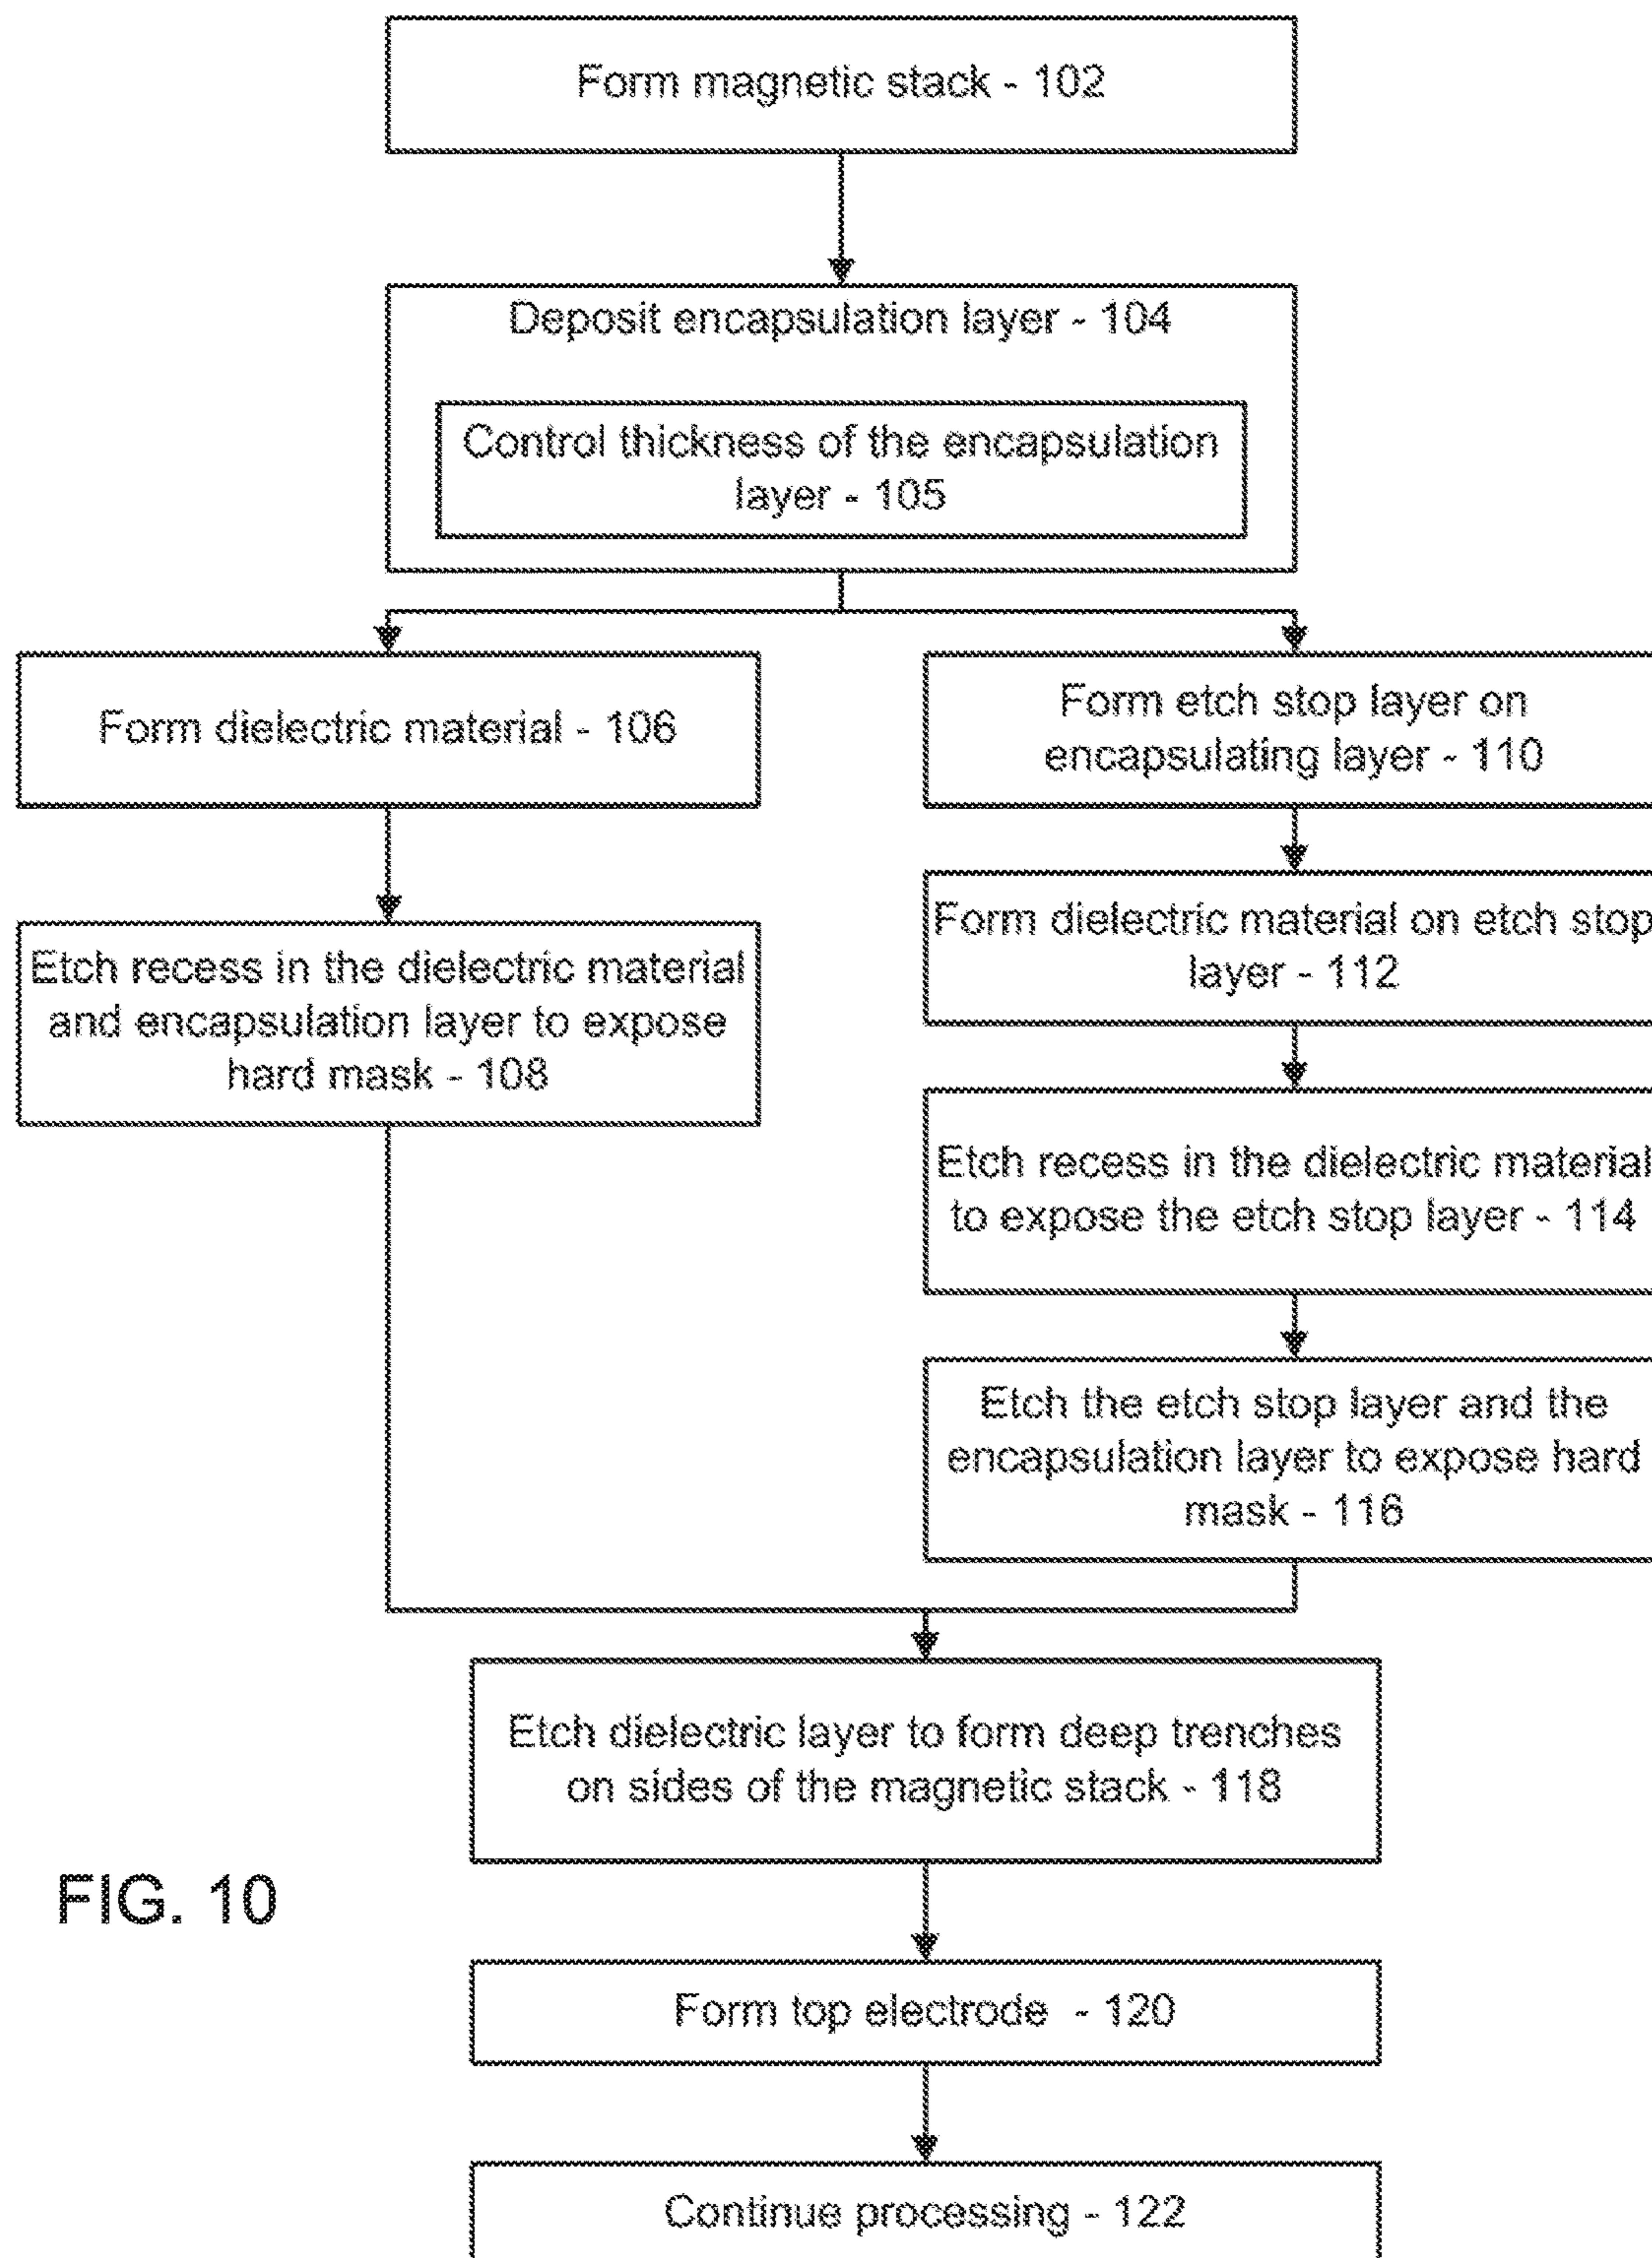 Form magnetic stack - 102
Deposit encapsulation layer - 104
Control thickness of the encapsulation
layer - 105
Form dielectric material - 106
Etch recess in the dielectric material
and encapsulation layer to expose
hard mask - 108
Form etch stop layer on
encapsulating layer - 110
Form dielectric material on etch stop
layer - 112
Etch recess in the dielectric material
to expose the etch stop layer - 114
Etch the etch stop layer and the
encapsulation layer to expose hard
mask - 116
Etch dielectric layer to form deep trenches
on sides of the magnetic stack - 118
Form top electrode - 120
Continue processing - 122
FIG. 10